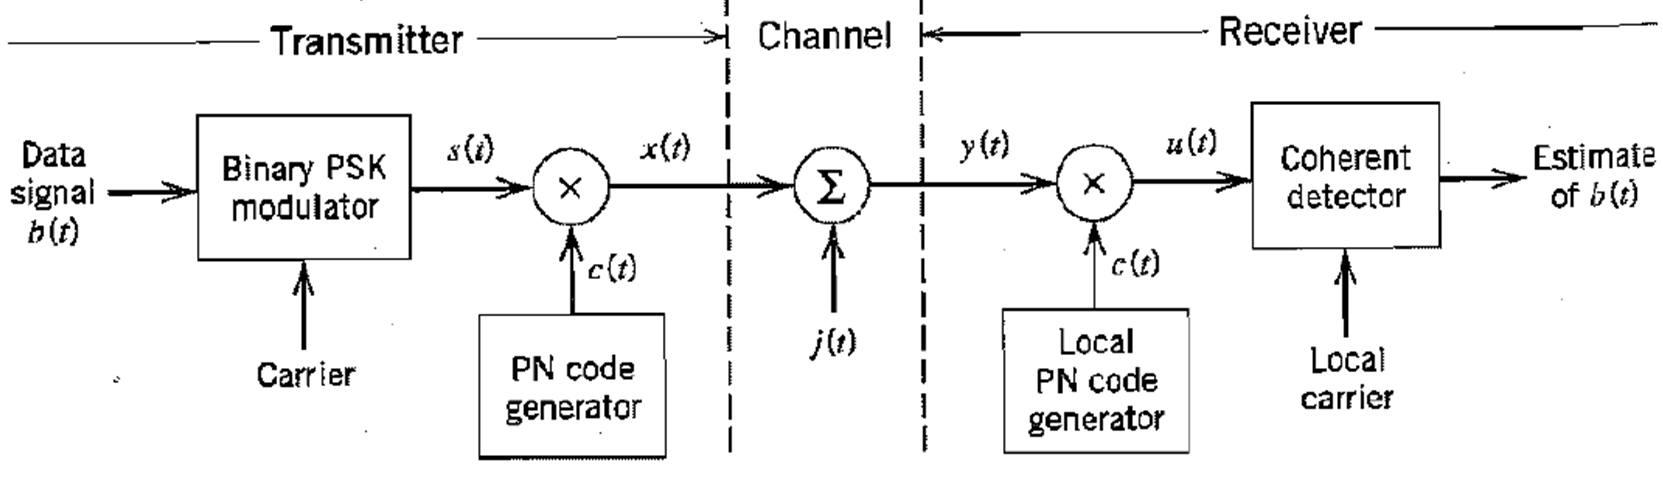 Transmitter
Channel
Receiver
Data
signal
b(t)
Binary PSK
modulator
s(t)
×
x(t)
Σ
y(t)
×
u(t)
Coherent
detector
Estimate
of b(t)
c(t)
c(t)
Carrier
PN code
generator
j(t)
Local
PN code
generator
Local
carrier